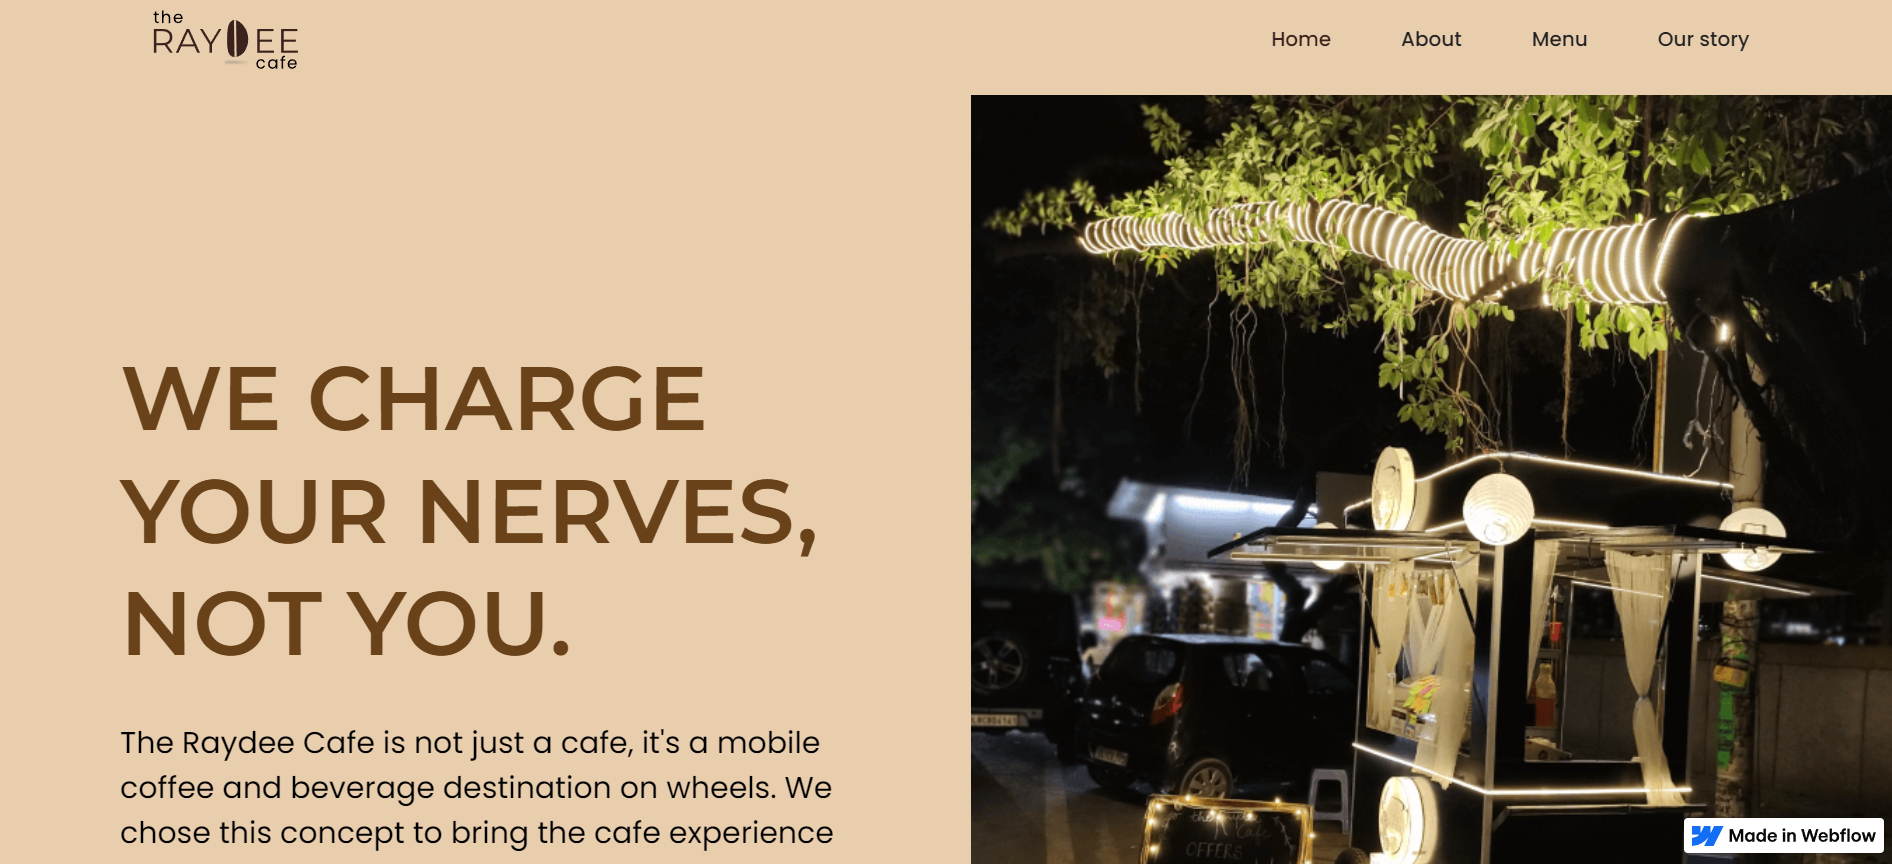 the
RAYDEE
cafe
Home
About
Menu
Our story
WE CHARGE
YOUR NERVES,
NOT YOU.
The Raydee Cafe is not just a cafe, it's a mobile
coffee and beverage destination on wheels. We
chose this concept to bring the cafe experience
OFFERS
Made in Webflow